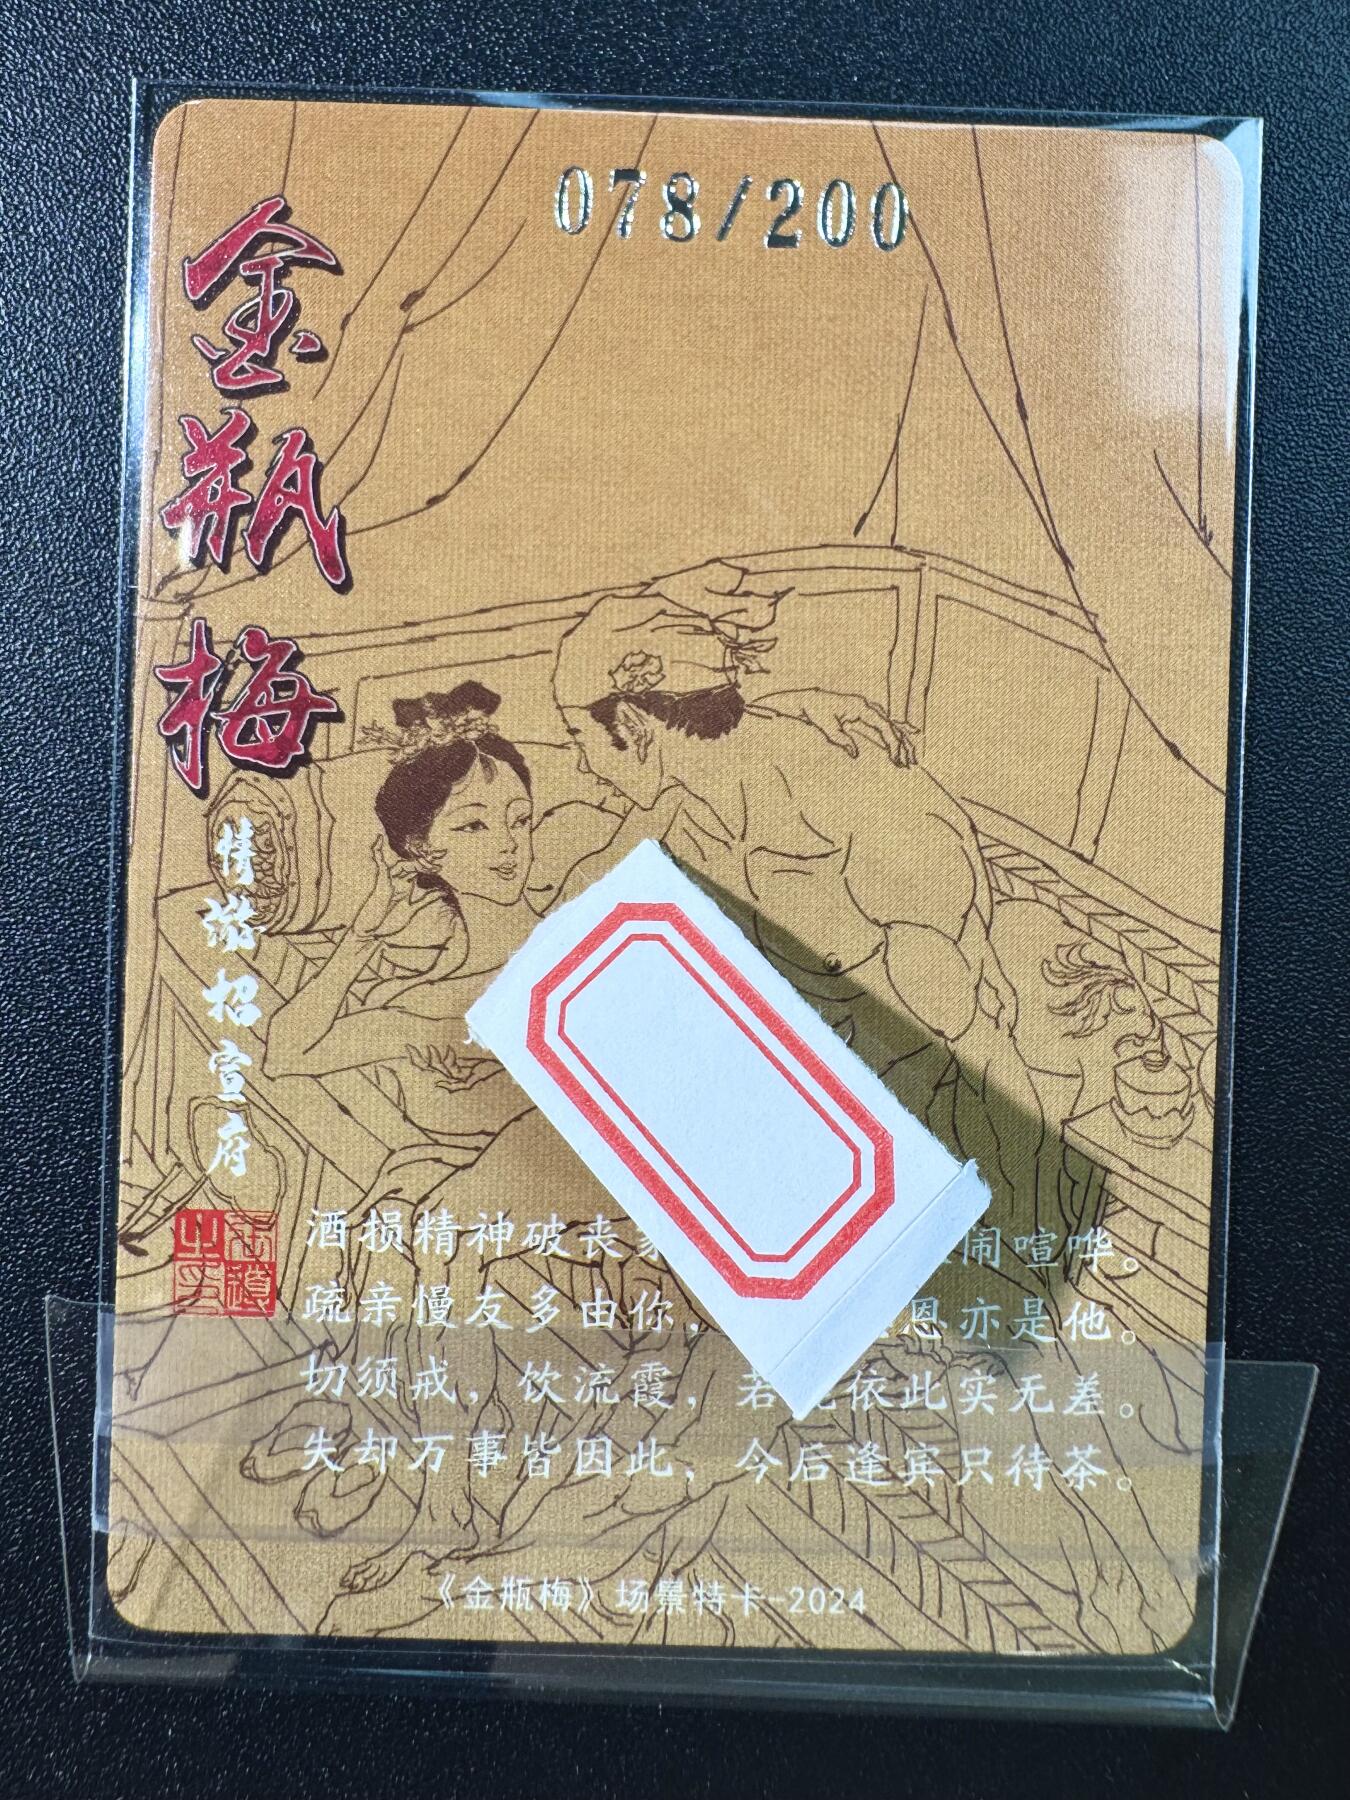 078/200
金瓶梅
情涉招宣府
酒损精神破丧家 闹喧哗。
疏亲慢友多由你， 恩亦是他。
切须戒，饮流霞，若 依此实无差。
失却万事皆因此，今后逢宾只待茶。
《金瓶梅》场景特卡-2024